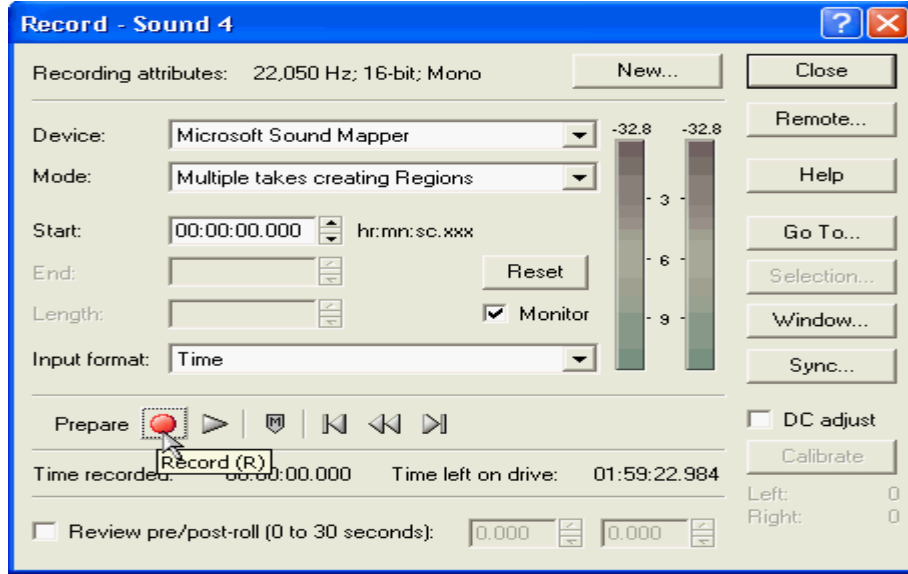 Record - Sound 4
Recording attributes: 22,050 Hz; 16-bit; Mono
New...
Close
Device: Microsoft Sound Mapper
-32.8 -32.8
Remote...
Mode: Multiple takes creating Regions
Help
- 3 -
Start: 00:00:00.000 hr:mn:sc.xxx
Go To...
End:
Reset
- 6 -
Selection...
Length:
Monitor
- 9 -
Window...
Input format: Time
Sync...
Prepare
M
DC adjust
Record (R)
Calibrate
Time recorded: 00:00:00.000 Time left on drive: 01:59:22.984
Left: 0
Right: 0
Review pre/post-roll (0 to 30 seconds): 0.000 0.000